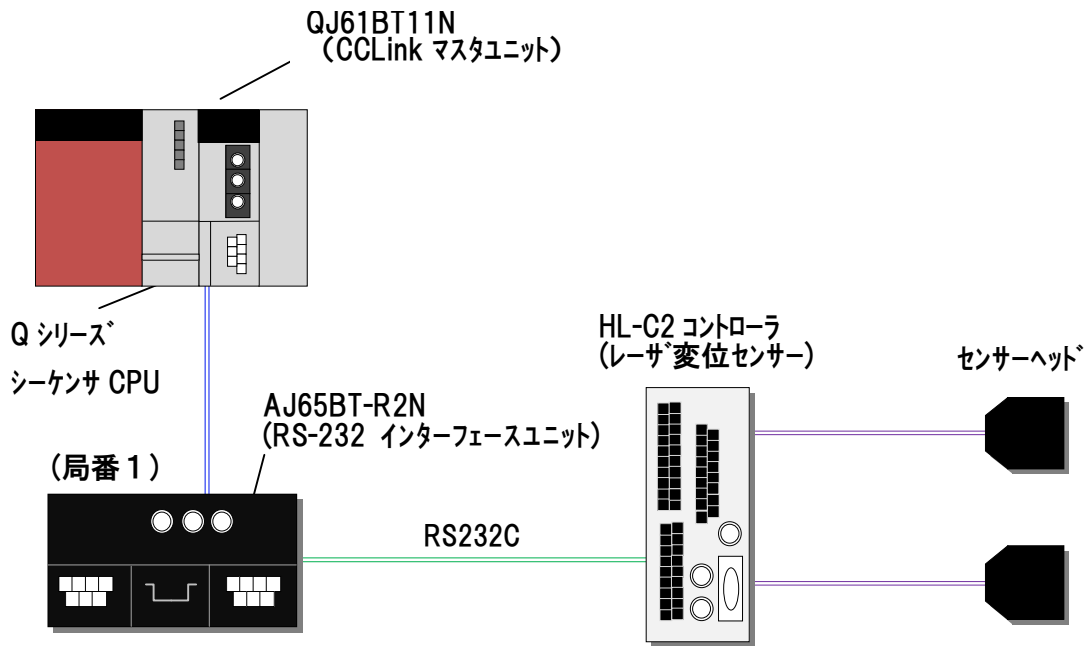 QJ61BT11N
（CCLink ﾏｽﾀﾕﾆｯﾄ）
Q ｼﾘｰｽﾞ
ｼｰｹﾝｻ CPU
AJ65BT-R2N
(RS-232 ｲﾝﾀｰﾌｪｰｽﾕﾆｯﾄ)
(局番１)
RS232C
HL-C2 ｺﾝﾄﾛｰﾗ
(ﾚｰｻﾞ変位ｾﾝｻｰ)
ｾﾝｻｰﾍｯﾄﾞ